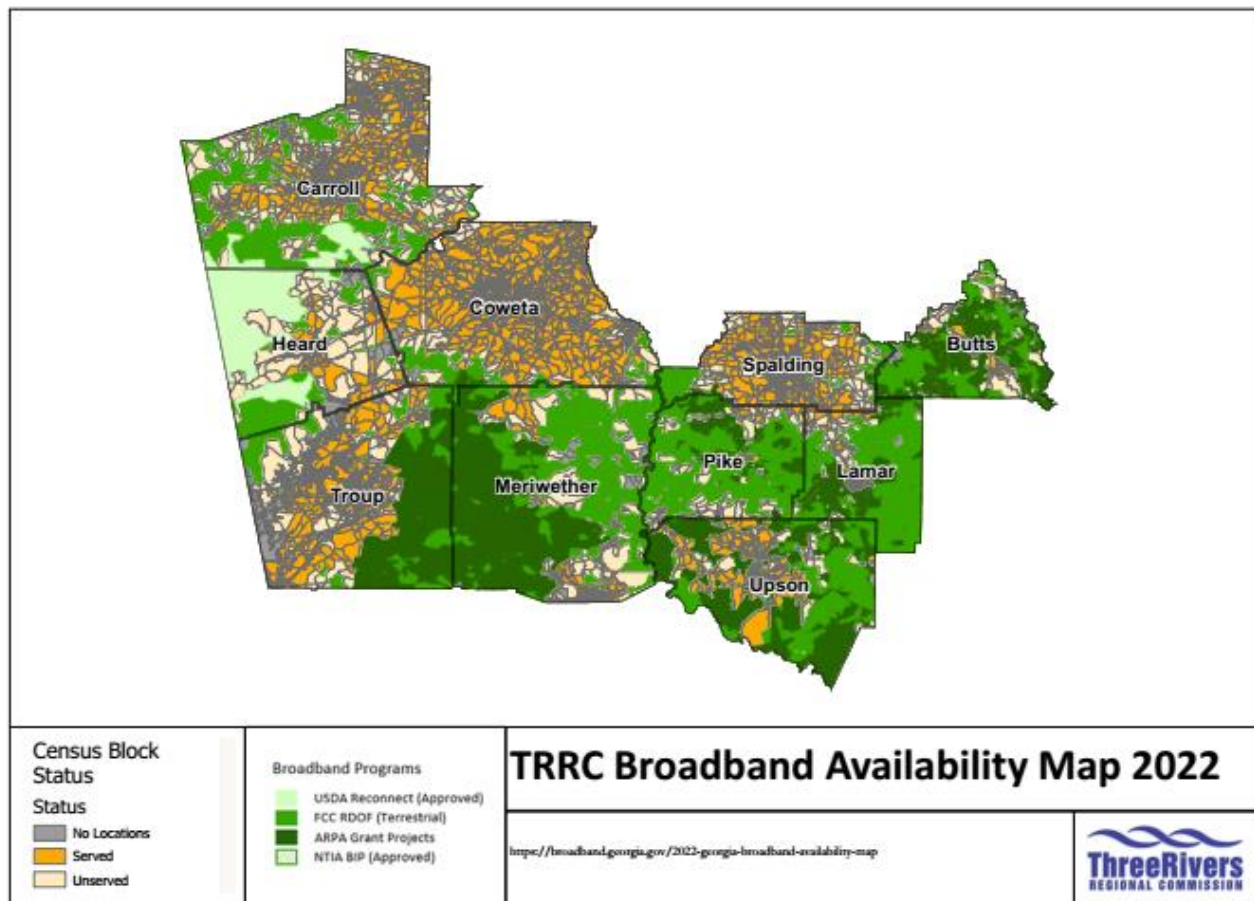 Carroll
Coweta
Heard
Spalding
Butts
Troup
Meriwether
Pike
Lamar
Upson
Census Block
Status
Status
No Locations
Served
Unserved
Broadband Programs
USDA Reconnect (Approved)
FCC RDOF (Terrestrial)
ARPA Grant Projects
NTIA BIP (Approved)
TRRC Broadband Availability Map 2022
https://broadband.georgia.gov/2022-georgia-broadband-availability-map
ThreeRivers
REGIONAL COMMISSION